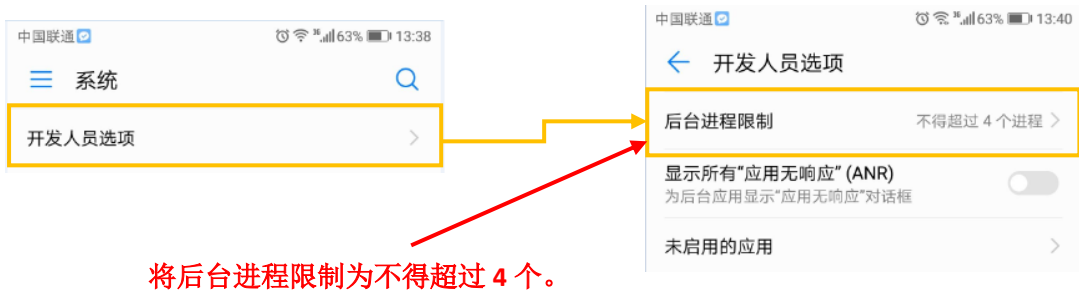 中国联通 63% 13:38
系统
开发人员选项
中国联通 63% 13:40
开发人员选项
后台进程限制 不得超过 4 个进程
显示所有“应用无响应” (ANR)
为后台应用显示“应用无响应”对话框
未启用的应用
将后台进程限制为不得超过 4 个。